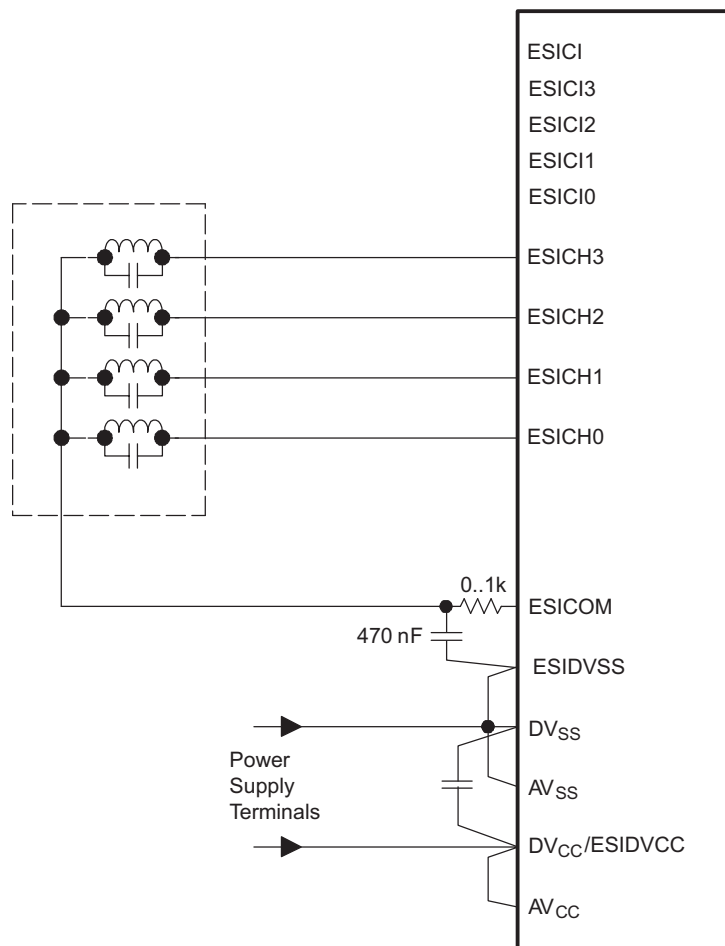 ESICI
ESICI3
ESICI2
ESICI1
ESICI0
ESICH3
ESICH2
ESICH1
ESICH0
0..1k
ESICOM
470 nF
ESIDVSS
DVSS
Power
Supply
Terminals
AVSS
DVCC/ESIDVCC
AVCC